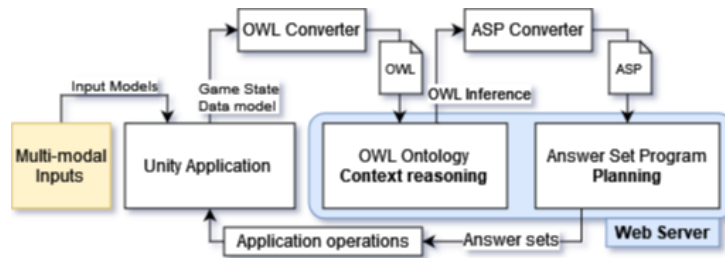 OWL Converter
ASP Converter
OWL
ASP
Input Models
Game State
Data model
OWL Inference
Multi-modal
Inputs
Unity Application
OWL Ontology
Context reasoning
Answer Set Program
Planning
Application operations
Answer sets
Web Server